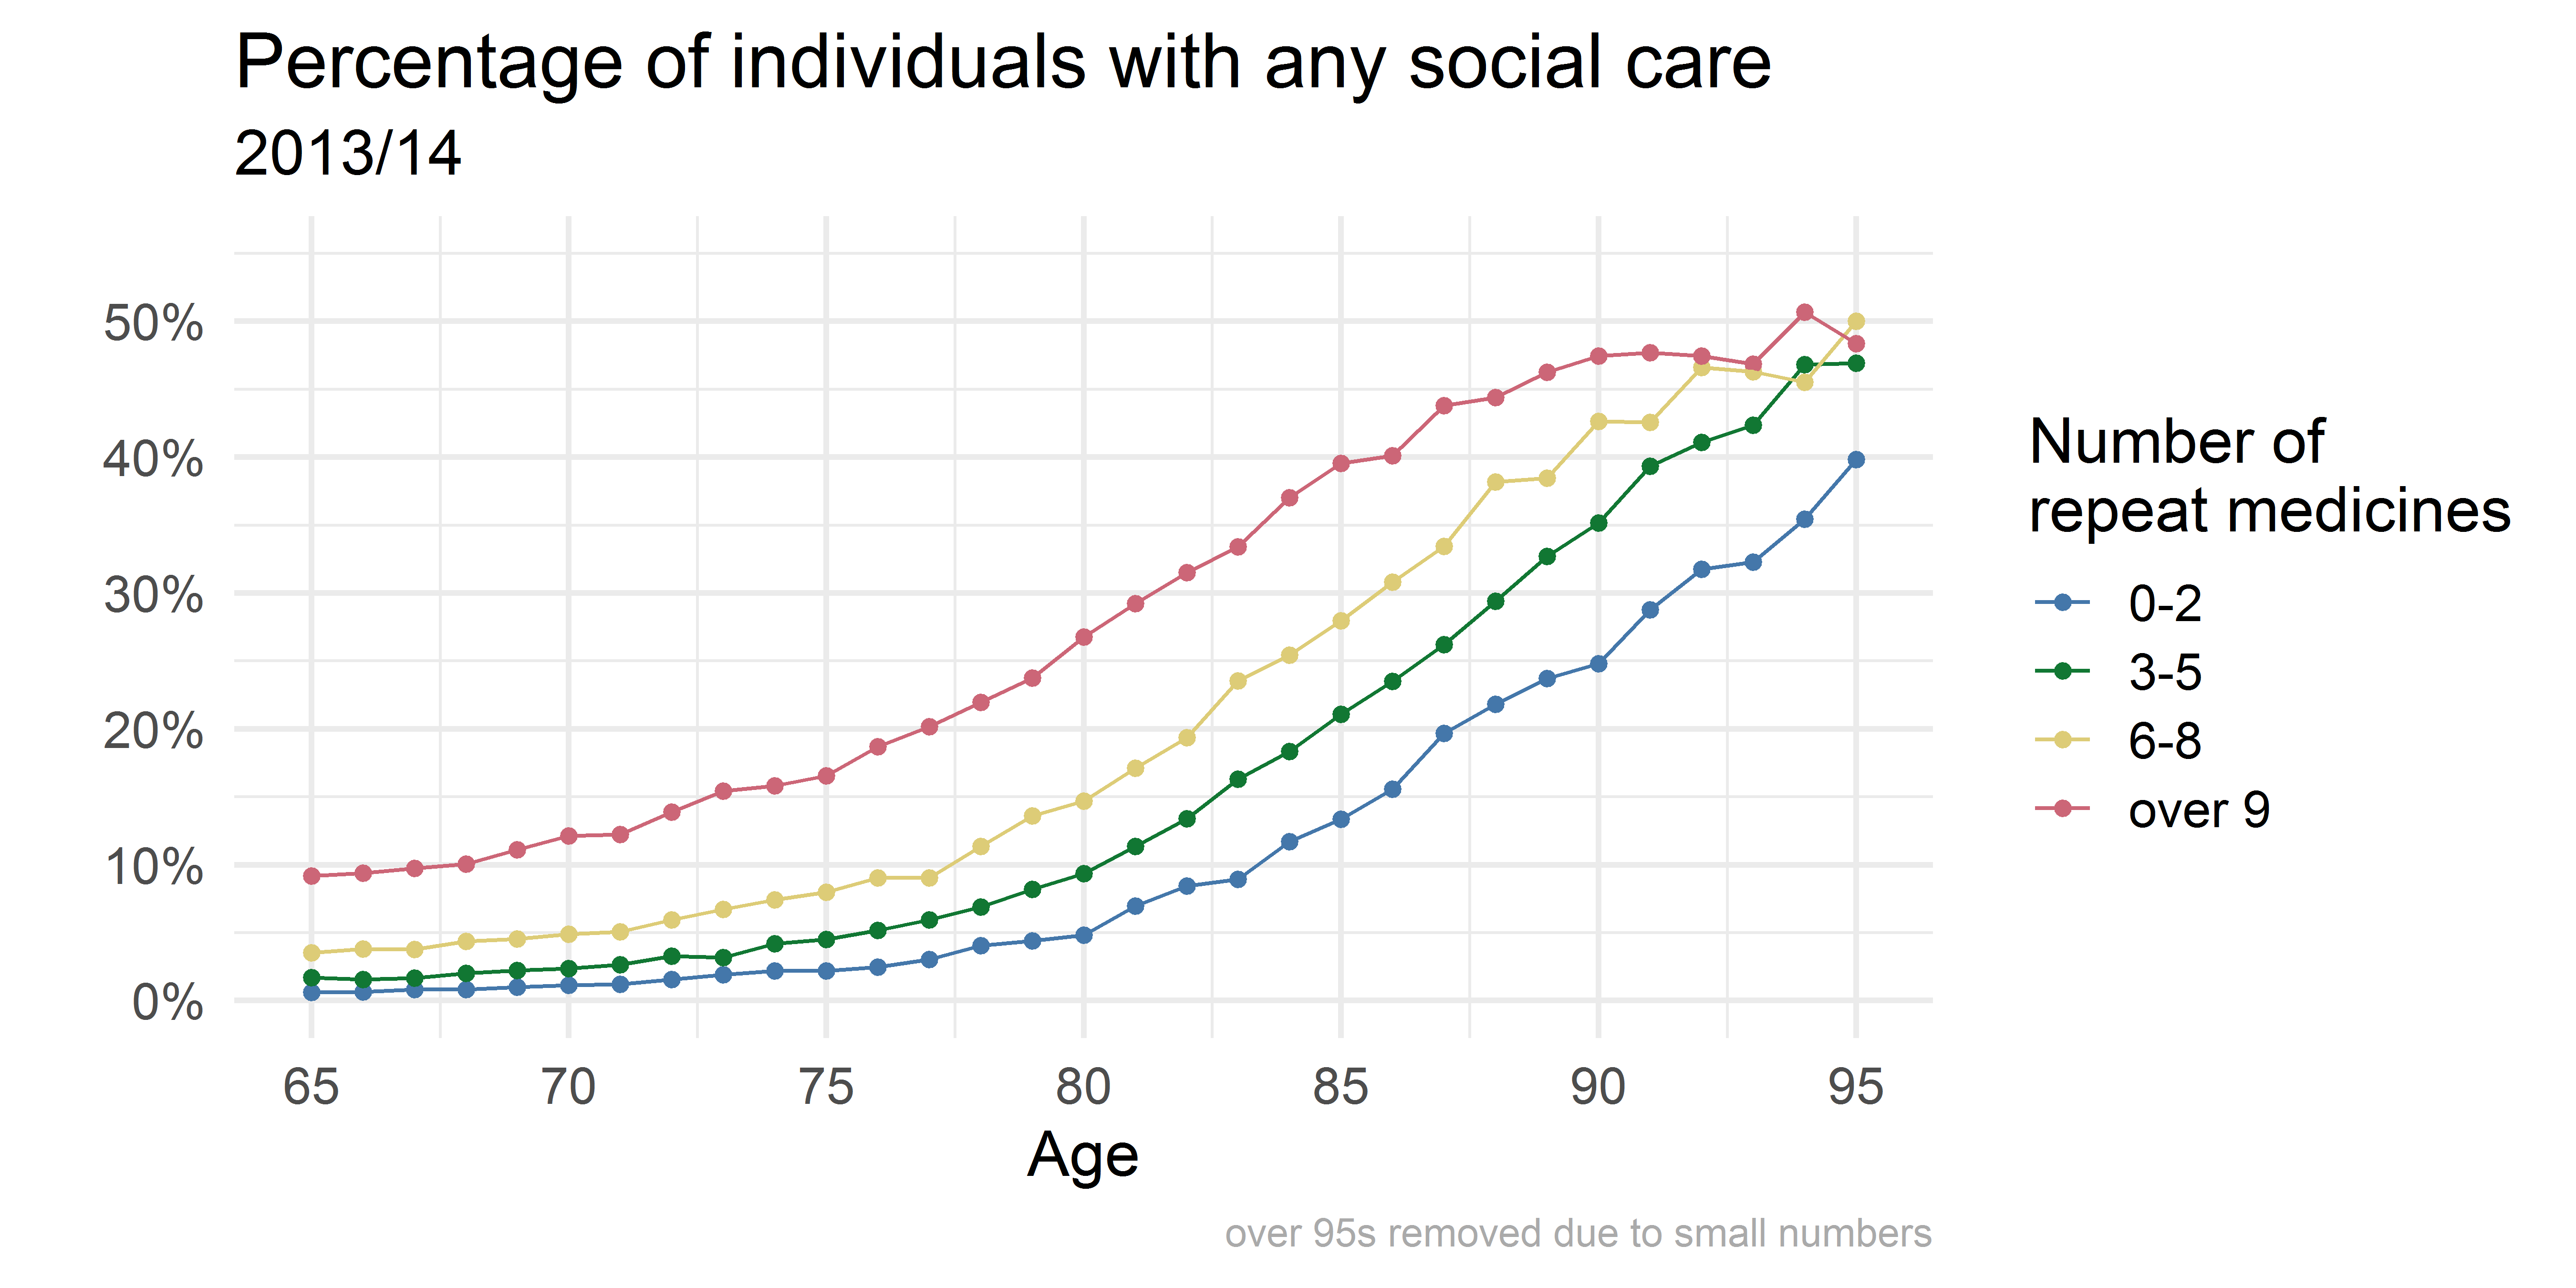 Percentage of individuals with any social care
2013/14
50%
40%
30%
20%
10%
0%
65 70 75 80 85 90 95
Age
Number of
repeat medicines
0-2
3-5
6-8
over 9
over 95s removed due to small numbers